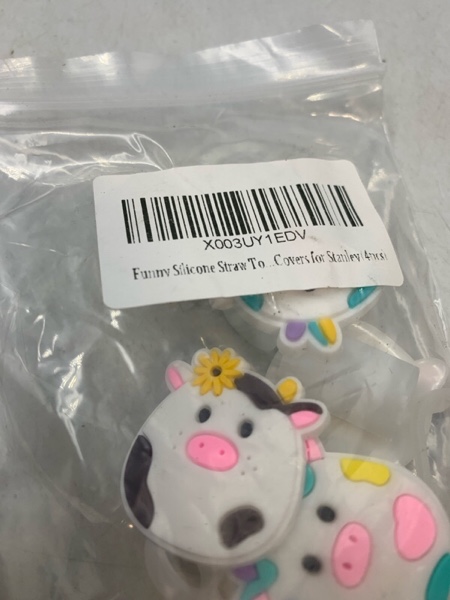 X003UY1EDV
Funny Silicone Straw To...Covers for Stanley(4pcs)